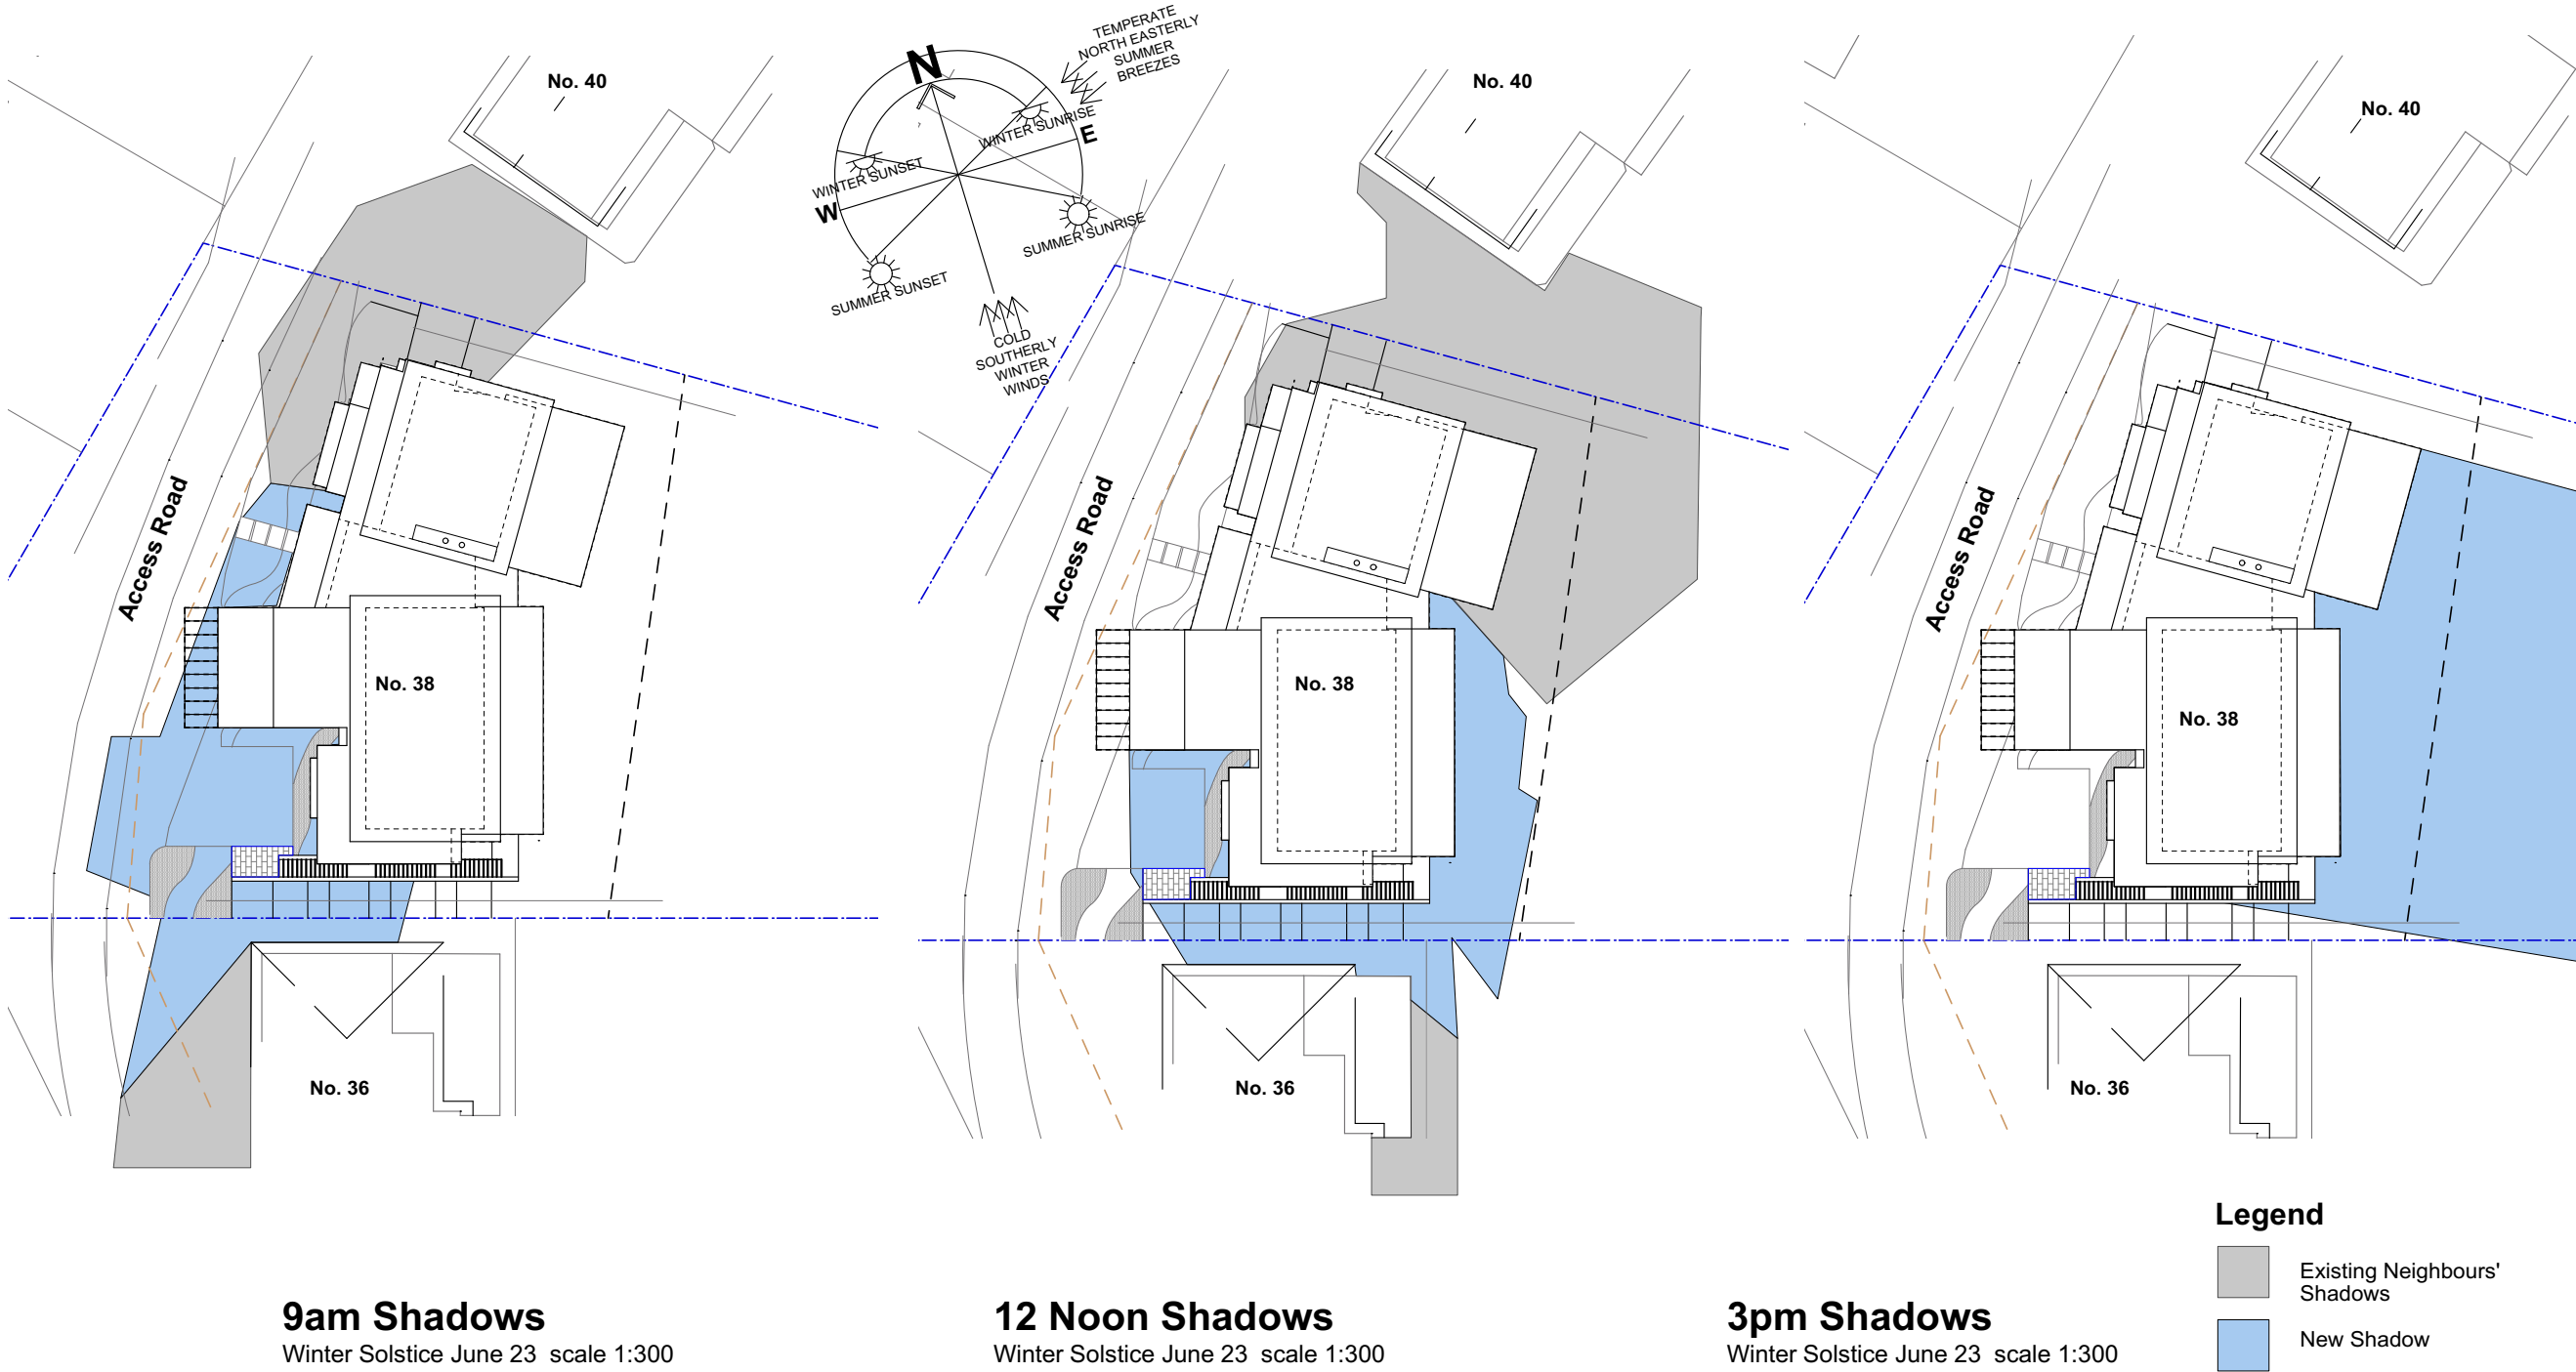 No. 40
Access Road
No. 38
No. 36
N
E
W
TEMPERATE
NORTH EASTERLY
SUMMER
BREEZES
WINTER SUNRISE
WINTER SUNSET
SUMMER SUNRISE
SUMMER SUNSET
COLD
SOUTHERLY
WINTER
WINDS
No. 40
Access Road
No. 38
No. 36
No. 40
Access Road
No. 38
No. 36
9am Shadows
Winter Solstice June 23 scale 1:300
12 Noon Shadows
Winter Solstice June 23 scale 1:300
3pm Shadows
Winter Solstice June 23 scale 1:300
Legend
Existing Neighbours'
Shadows
New Shadow